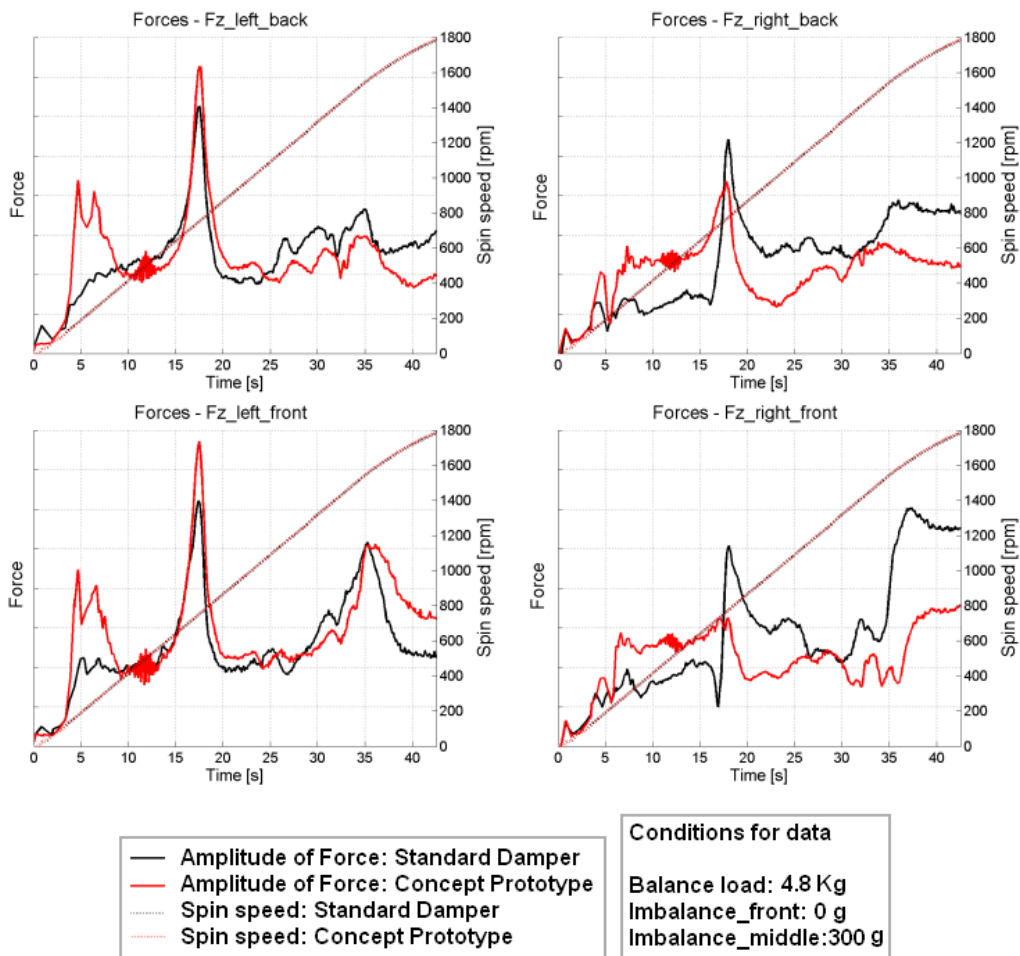 Forces - Fz_left_back
Force
1800
1600
1400
1200
1000
800
600
400
200
0
Spin speed [rpm]
0 5 10 15 20 25 30 35 40
Time [s]
Forces - Fz_right_back
Force
1800
1600
1400
1200
1000
800
600
400
200
0
Spin speed [rpm]
0 5 10 15 20 25 30 35 40
Time [s]
Forces - Fz_left_front
Force
1800
1600
1400
1200
1000
800
600
400
200
0
Spin speed [rpm]
0 5 10 15 20 25 30 35 40
Time [s]
Forces - Fz_right_front
Force
1800
1600
1400
1200
1000
800
600
400
200
0
Spin speed [rpm]
0 5 10 15 20 25 30 35 40
Time [s]
Amplitude of Force: Standard Damper
Amplitude of Force: Concept Prototype
Spin speed: Standard Damper
Spin speed: Concept Prototype
Conditions for data
Balance load: 4.8 Kg
Imbalance_front: 0 g
Imbalance_middle:300 g